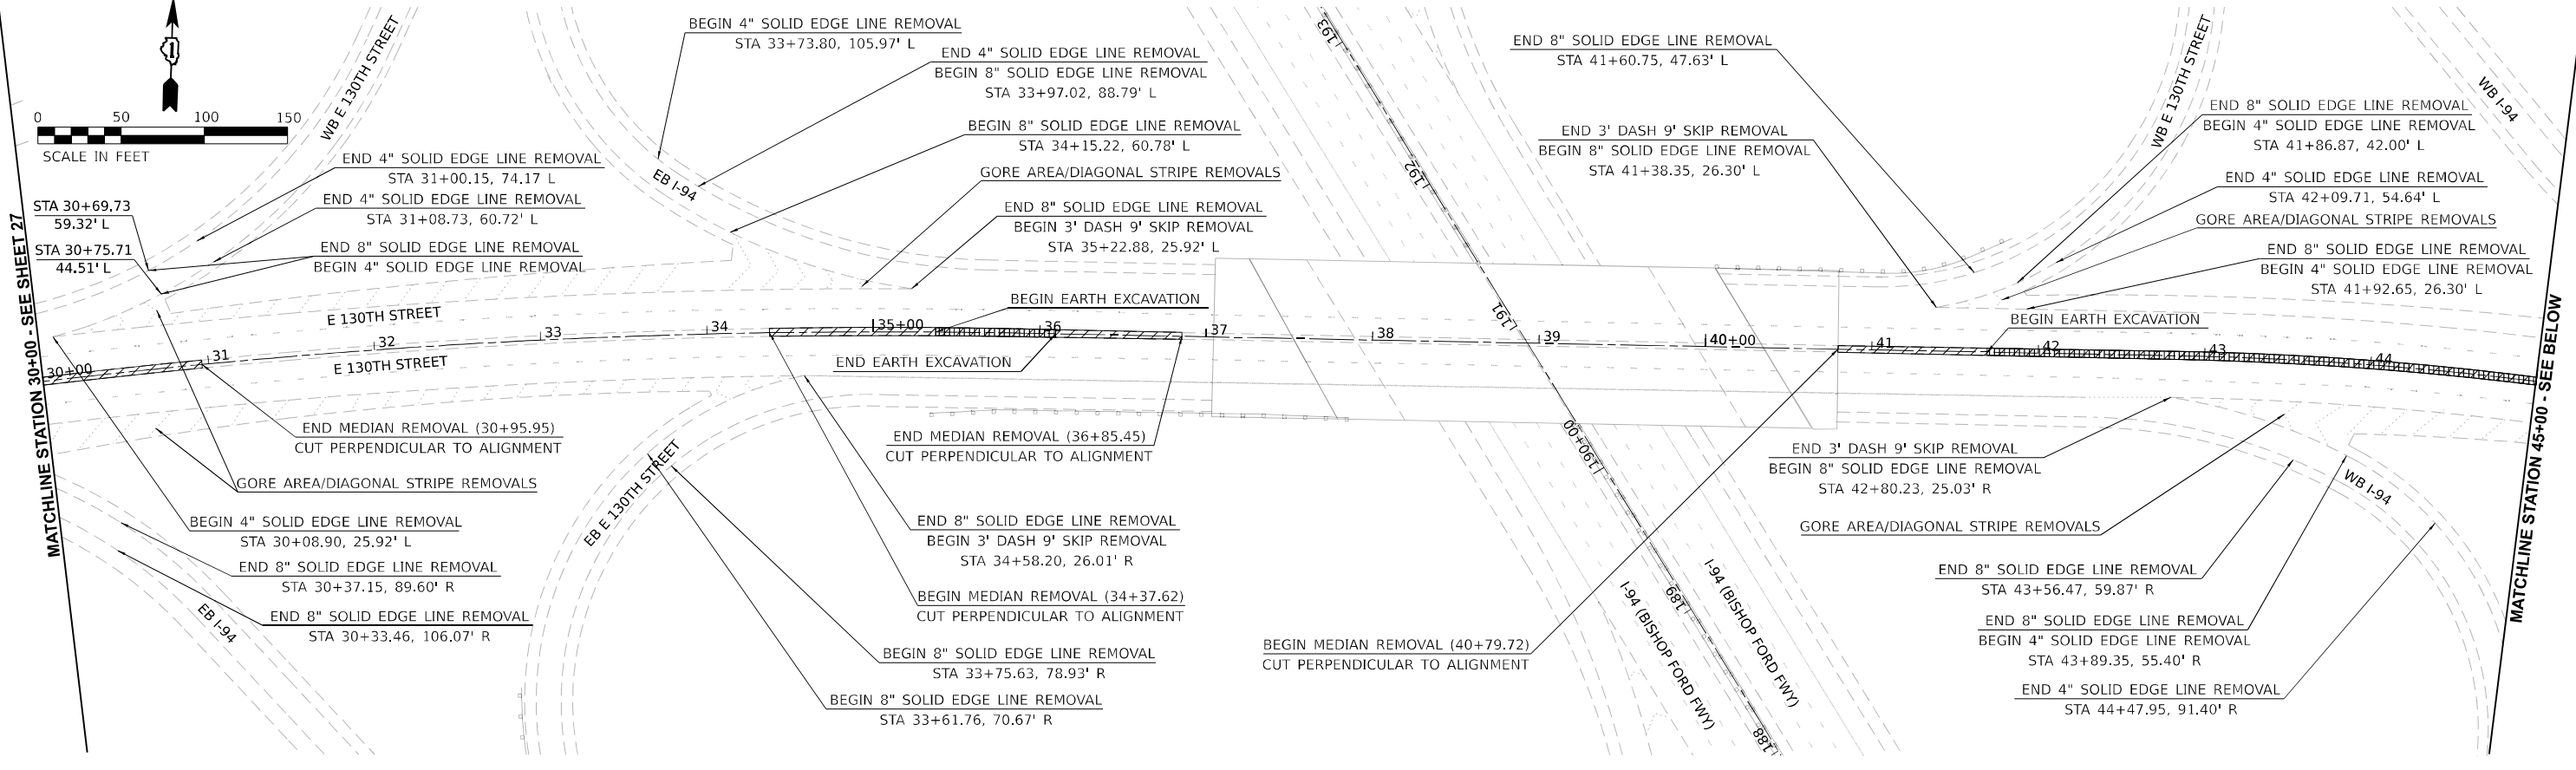 MATCHLINE STATION 30+00 - SEE SHEET 27
1
0 50 100 150
SCALE IN FEET
WB E 130TH STREET
END 4" SOLID EDGE LINE REMOVAL
STA 31+00.15, 74.17 L
STA 30+69.73
59.32' L
END 4" SOLID EDGE LINE REMOVAL
STA 31+08.73, 60.72' L
STA 30+75.71
44.51' L
END 8" SOLID EDGE LINE REMOVAL
BEGIN 4" SOLID EDGE LINE REMOVAL
E 130TH STREET
E 130TH STREET
30+00
31
32
33
34
35+00
36
37
38
39
40+00
41
42
43
44
END MEDIAN REMOVAL (30+95.95)
CUT PERPENDICULAR TO ALIGNMENT
GORE AREA/DIAGONAL STRIPE REMOVALS
BEGIN 4" SOLID EDGE LINE REMOVAL
STA 30+08.90, 25.92' L
END 8" SOLID EDGE LINE REMOVAL
STA 30+37.15, 89.60' R
END 8" SOLID EDGE LINE REMOVAL
STA 30+33.46, 106.07' R
EB I-94
BEGIN 4" SOLID EDGE LINE REMOVAL
STA 33+73.80, 105.97' L
END 4" SOLID EDGE LINE REMOVAL
BEGIN 8" SOLID EDGE LINE REMOVAL
STA 33+97.02, 88.79' L
BEGIN 8" SOLID EDGE LINE REMOVAL
STA 34+15.22, 60.78' L
EB I-94
GORE AREA/DIAGONAL STRIPE REMOVALS
END 8" SOLID EDGE LINE REMOVAL
BEGIN 3' DASH 9' SKIP REMOVAL
STA 35+22.88, 25.92' L
BEGIN EARTH EXCAVATION
END EARTH EXCAVATION
END MEDIAN REMOVAL (36+85.45)
CUT PERPENDICULAR TO ALIGNMENT
EB E 130TH STREET
END 8" SOLID EDGE LINE REMOVAL
BEGIN 3' DASH 9' SKIP REMOVAL
STA 34+58.20, 26.01' R
BEGIN MEDIAN REMOVAL (34+37.62)
CUT PERPENDICULAR TO ALIGNMENT
BEGIN 8" SOLID EDGE LINE REMOVAL
STA 33+75.63, 78.93' R
BEGIN 8" SOLID EDGE LINE REMOVAL
STA 33+61.76, 70.67' R
193
192
191
190+00
189
188
I-94 (BISHOP FORD FWY)
I-94 (BISHOP FORD FWY)
END 8" SOLID EDGE LINE REMOVAL
STA 41+60.75, 47.63' L
END 3' DASH 9' SKIP REMOVAL
BEGIN 8" SOLID EDGE LINE REMOVAL
STA 41+38.35, 26.30' L
WB E 130TH STREET
WB I-94
END 8" SOLID EDGE LINE REMOVAL
BEGIN 4" SOLID EDGE LINE REMOVAL
STA 41+86.87, 42.00' L
END 4" SOLID EDGE LINE REMOVAL
STA 42+09.71, 54.64' L
GORE AREA/DIAGONAL STRIPE REMOVALS
END 8" SOLID EDGE LINE REMOVAL
BEGIN 4" SOLID EDGE LINE REMOVAL
STA 41+92.65, 26.30' L
BEGIN EARTH EXCAVATION
BEGIN MEDIAN REMOVAL (40+79.72)
CUT PERPENDICULAR TO ALIGNMENT
END 3' DASH 9' SKIP REMOVAL
BEGIN 8" SOLID EDGE LINE REMOVAL
STA 42+80.23, 25.03' R
GORE AREA/DIAGONAL STRIPE REMOVALS
WB I-94
END 8" SOLID EDGE LINE REMOVAL
STA 43+56.47, 59.87' R
END 8" SOLID EDGE LINE REMOVAL
BEGIN 4" SOLID EDGE LINE REMOVAL
STA 43+89.35, 55.40' R
END 4" SOLID EDGE LINE REMOVAL
STA 44+47.95, 91.40' R
MATCHLINE STATION 45+00 - SEE BELOW